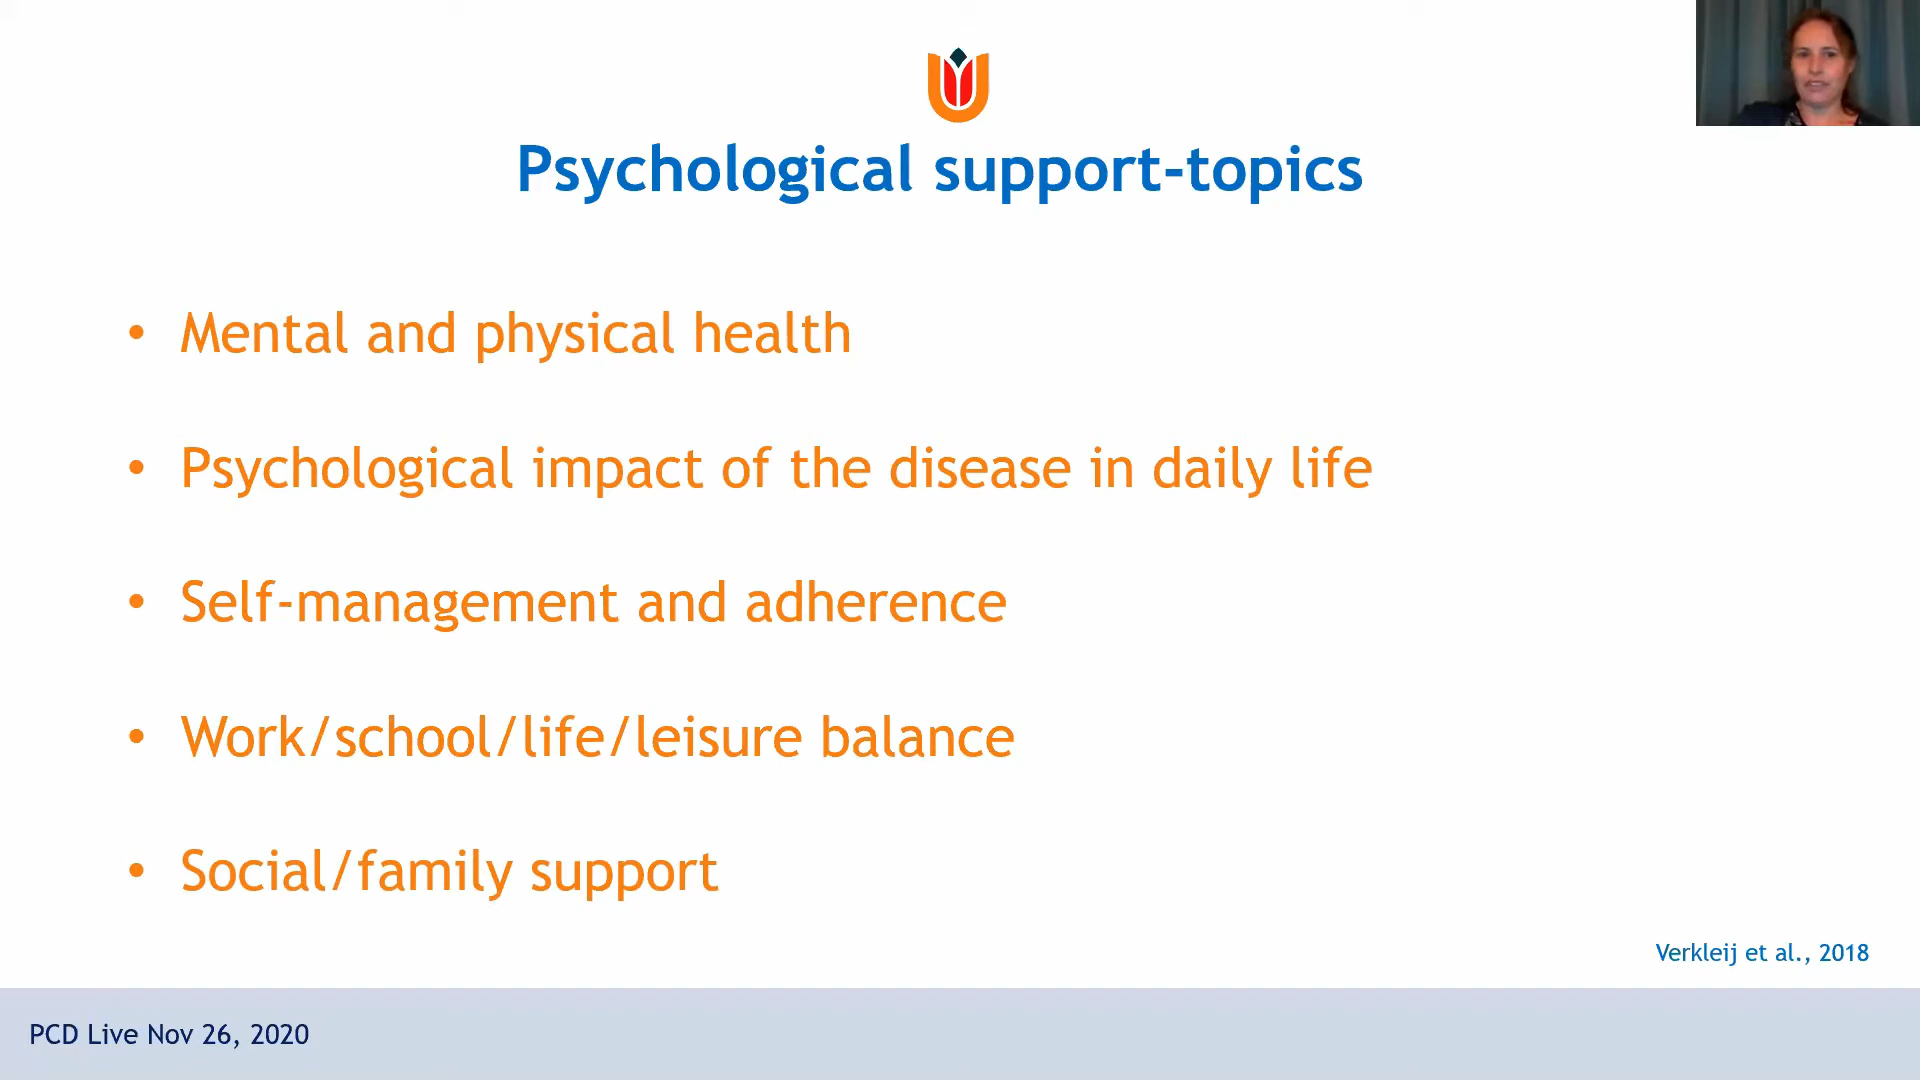 Psychological support-topics
• Mental and physical health
• Psychological impact of the disease in daily life
• Self-management and adherence
• Work/school/life/leisure balance
• Social/family support
Verkleij et al., 2018
PCD Live Nov 26, 2020